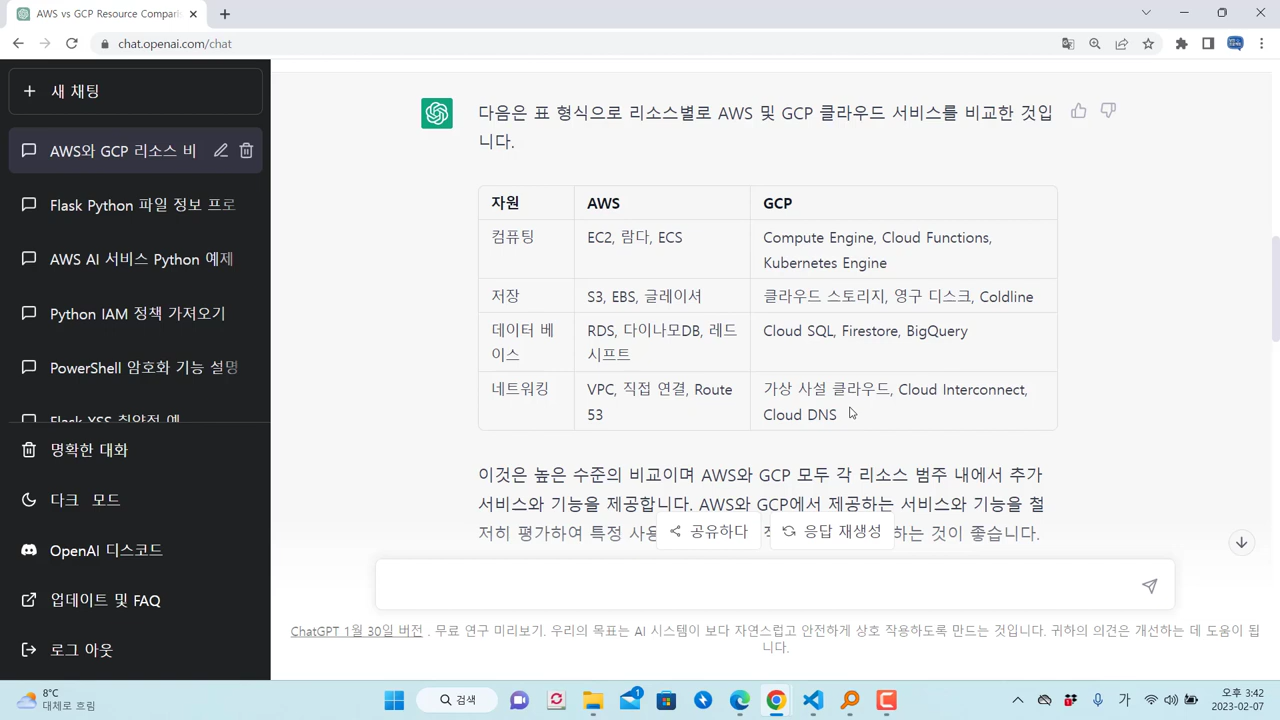 AWS vs GCP Resource Compari
chat.openai.com/chat
새 채팅
AWS와 GCP 리소스 비
Flask Python 파일 정보 프로
AWS AI 서비스 Python 예제
Python IAM 정책 가져오기
PowerShell 암호화 기능 설명
Flask XSS 취약점 예
명확한 대화
다크 모드
OpenAI 디스코드
업데이트 및 FAQ
로그 아웃
다음은 표 형식으로 리소스별로 AWS 및 GCP 클라우드 서비스를 비교한 것입
니다.
자원 AWS GCP
컴퓨팅 EC2, 람다, ECS Compute Engine, Cloud Functions,
Kubernetes Engine
저장 S3, EBS, 글레이셔 클라우드 스토리지, 영구 디스크, Coldline
데이터 베 RDS, 다이나모DB, 레드 Cloud SQL, Firestore, BigQuery
이스 시프트
네트워킹 VPC, 직접 연결, Route 가상 사설 클라우드, Cloud Interconnect,
53 Cloud DNS
이것은 높은 수준의 비교이며 AWS와 GCP 모두 각 리소스 범주 내에서 추가
서비스와 기능을 제공합니다. AWS와 GCP에서 제공하는 서비스와 기능을 철
저히 평가하여 특정 사용 하는 것이 좋습니다.
공유하다 응답 재생성
ChatGPT 1월 30일 버전 . 무료 연구 미리보기. 우리의 목표는 AI 시스템이 보다 자연스럽고 안전하게 상호 작용하도록 만드는 것입니다. 귀하의 의견은 개선하는 데 도움이 됩
니다.
8°C
대체로 흐림
검색
1
가
오후 3:42
2023-02-07